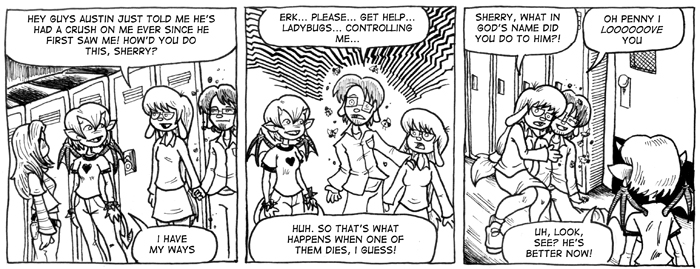 HEY GUYS AUSTIN JUST TOLD ME HE'S
HAD A CRUSH ON ME EVER SINCE HE
FIRST SAW ME! HOW'D YOU DO
THIS, SHERRY?
I HAVE
MY WAYS
ERK... PLEASE... GET HELP...
LADYBUGS... CONTROLLING
ME...
HUH. SO THAT'S WHAT
HAPPENS WHEN ONE OF
THEM DIES, I GUESS!
SHERRY, WHAT IN
GOD'S NAME DID
YOU DO TO HIM?!
OH PENNY I
LOOOOOOVE
YOU
UH, LOOK,
SEE? HE'S
BETTER NOW!